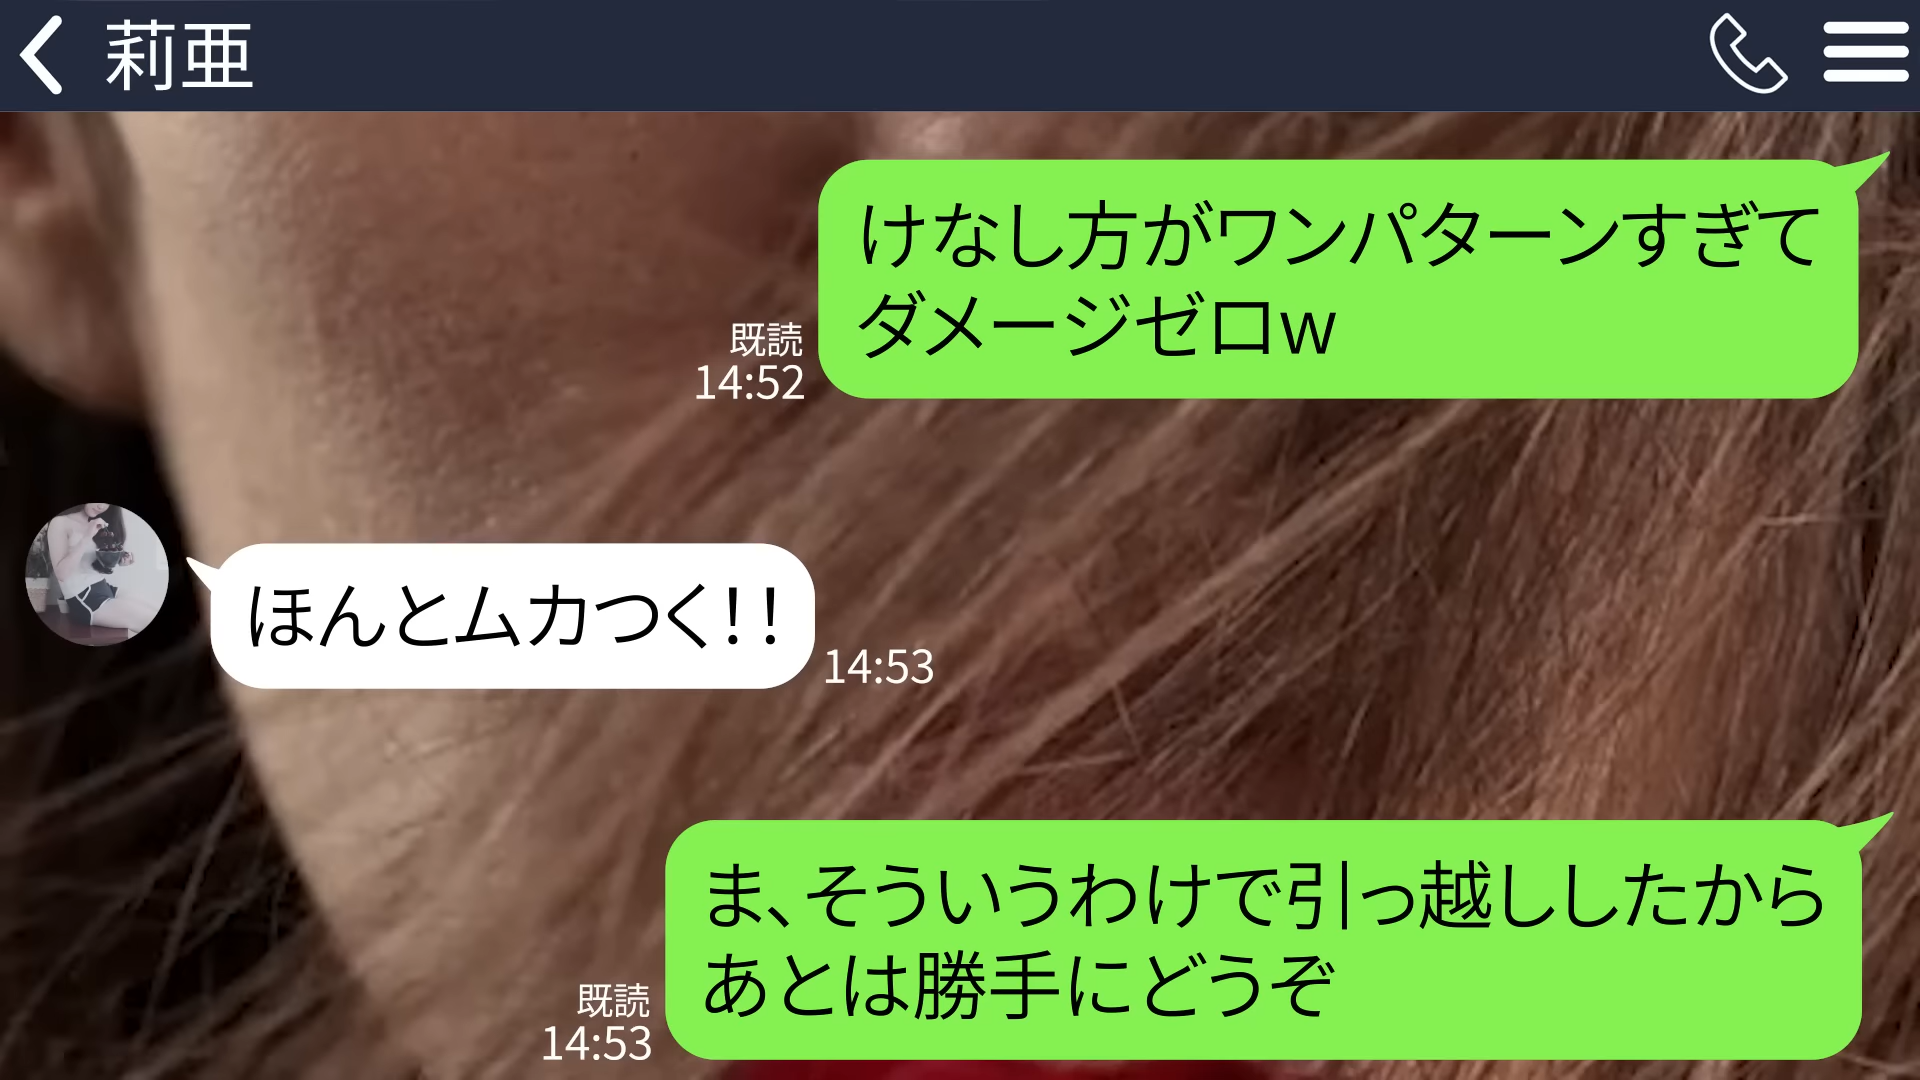 莉亜
けなし方がワンパターンすぎて
ダメージゼロw
既読
14:52
ほんとムカつく!!
14:53
ま、そういうわけで引っ越ししたから
あとは勝手にどうぞ
既読
14:53